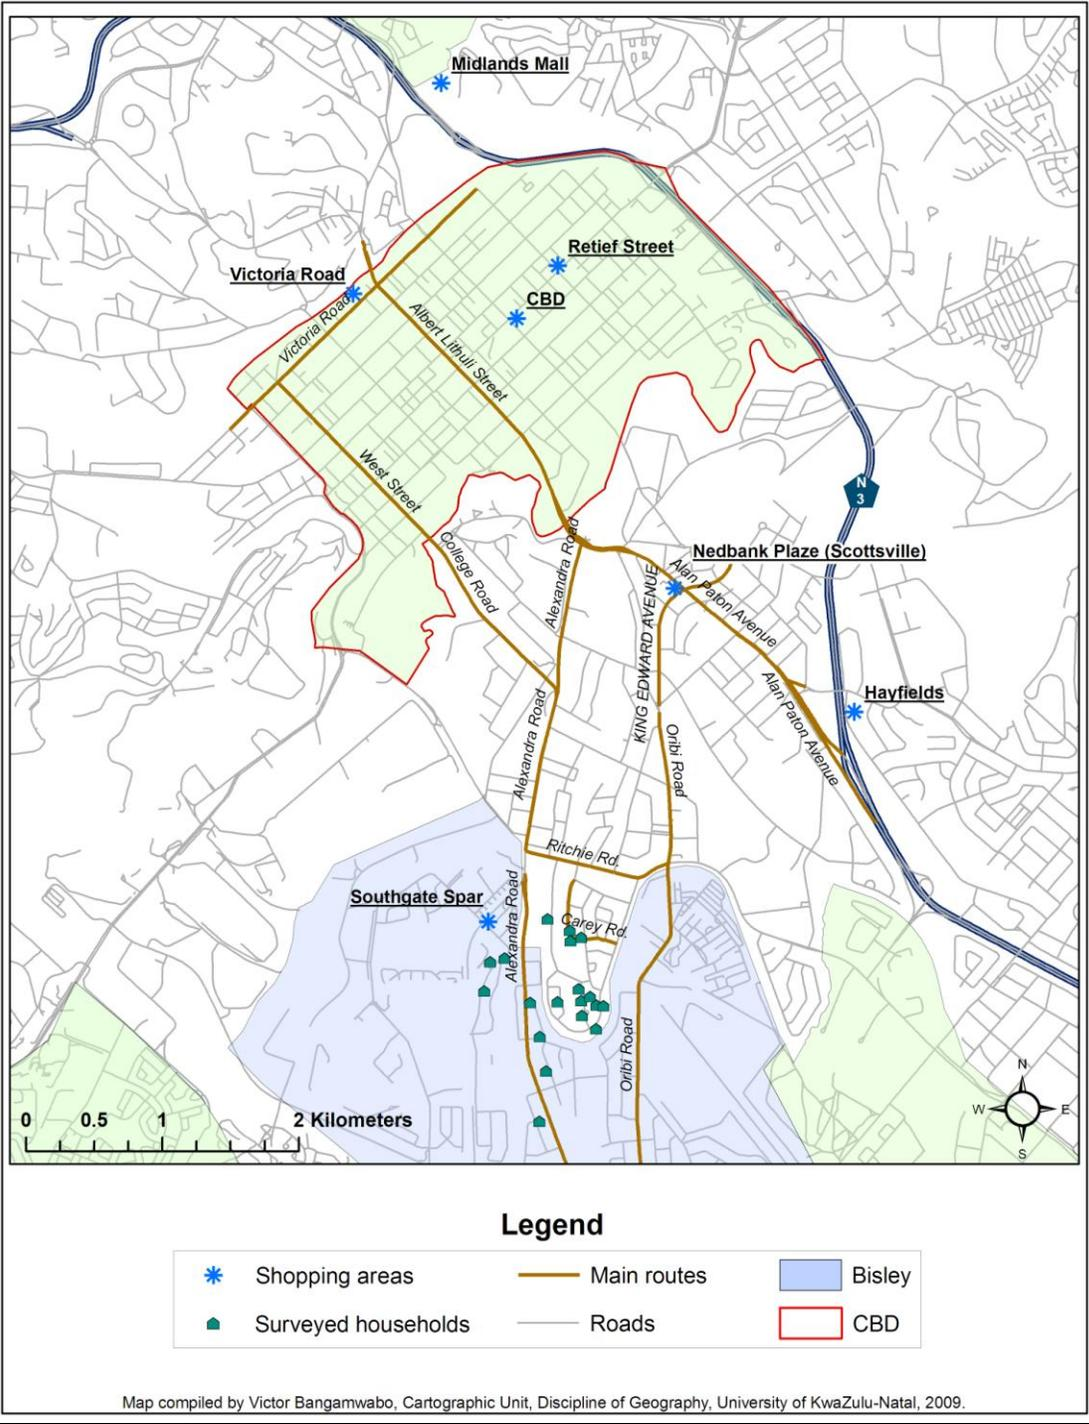 Midlands Mall
Retief Street
Victoria Road
CBD
Victoria Road
Albert Lithuli Street
West Street
N
3
College Road
Alexandra Road
Nedbank Plaze (Scottsville)
Alan Paton Avenue
KING EDWARD AVENUE
Hayfields
Alan Paton Avenue
Alexandra Road
Oribi Road
Ritchie Rd.
Southgate Spar
Alexandra Road
Carey Rd.
Oribi Road
N
W E
S
0 0.5 1 2 Kilometers
Legend
Shopping areas Main routes Bisley
Surveyed households Roads CBD
Map compiled by Victor Bangamwabo, Cartographic Unit, Discipline of Geography, University of KwaZulu-Natal, 2009.